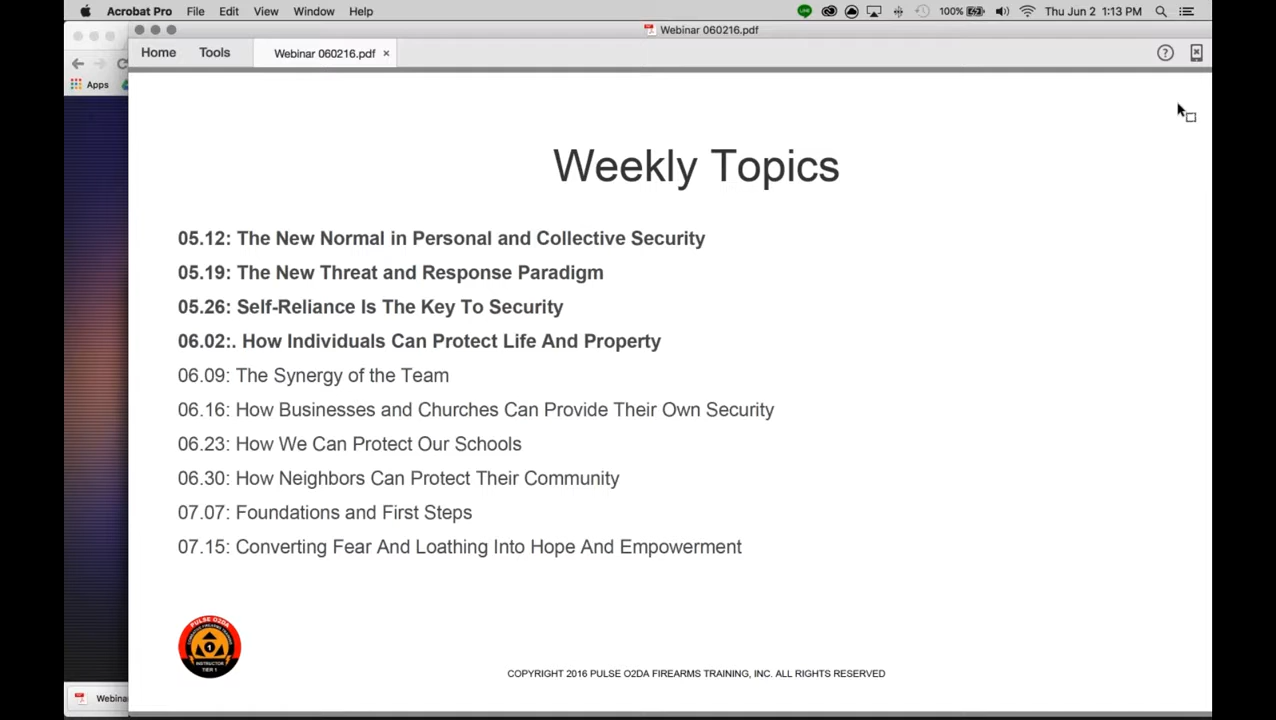 Acrobat Pro File Edit View Window Help 100% Thu Jun 2 1:13 PM
Webinar 060216.pdf
Home Tools Webinar 060216.pdf ×
Apps
Weekly Topics
05.12: The New Normal in Personal and Collective Security
05.19: The New Threat and Response Paradigm
05.26: Self-Reliance Is The Key To Security
06.02:. How Individuals Can Protect Life And Property
06.09: The Synergy of the Team
06.16: How Businesses and Churches Can Provide Their Own Security
06.23: How We Can Protect Our Schools
06.30: How Neighbors Can Protect Their Community
07.07: Foundations and First Steps
07.15: Converting Fear And Loathing Into Hope And Empowerment
PULSE O2DA
1
INSTRUCTOR
TIER 1
COPYRIGHT 2016 PULSE O2DA FIREARMS TRAINING, INC. ALL RIGHTS RESERVED
Webina